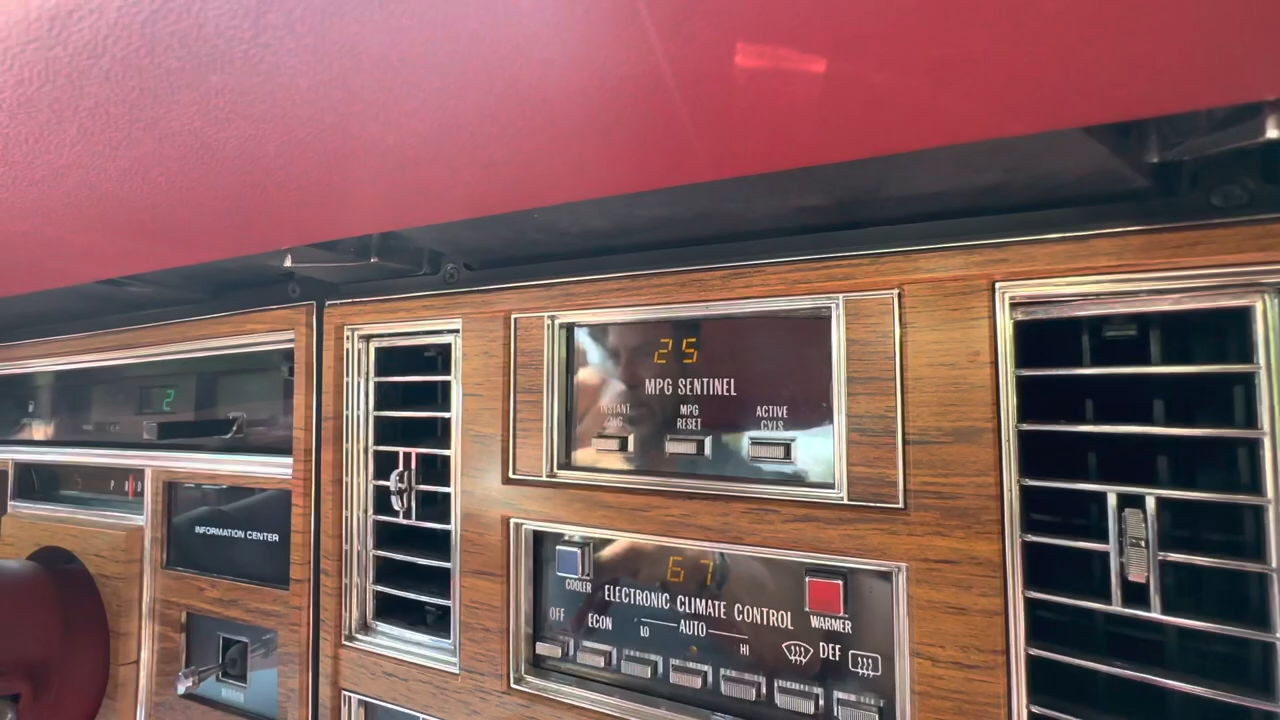 25
MPG SENTINEL
INSTANT
MPG
RESET
ACTIVE
CYLS
2
P R
INFORMATION CENTER
67
COOLER
ELECTRONIC CLIMATE CONTROL
WARMER
OFF
ECON
LO
AUTO
HI
DEF
MIRROR